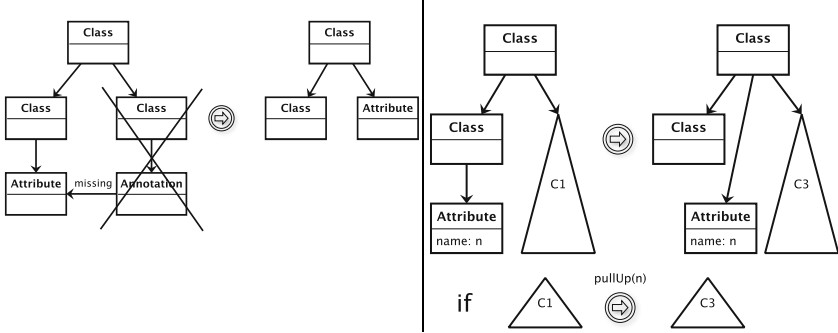 Class
Class
Class
Attribute
missing
Annotation
Class
Class
Attribute
Class
Class
Attribute
name: n
C1
Class
Class
Attribute
name: n
C3
if
C1
pullUp(n)
C3